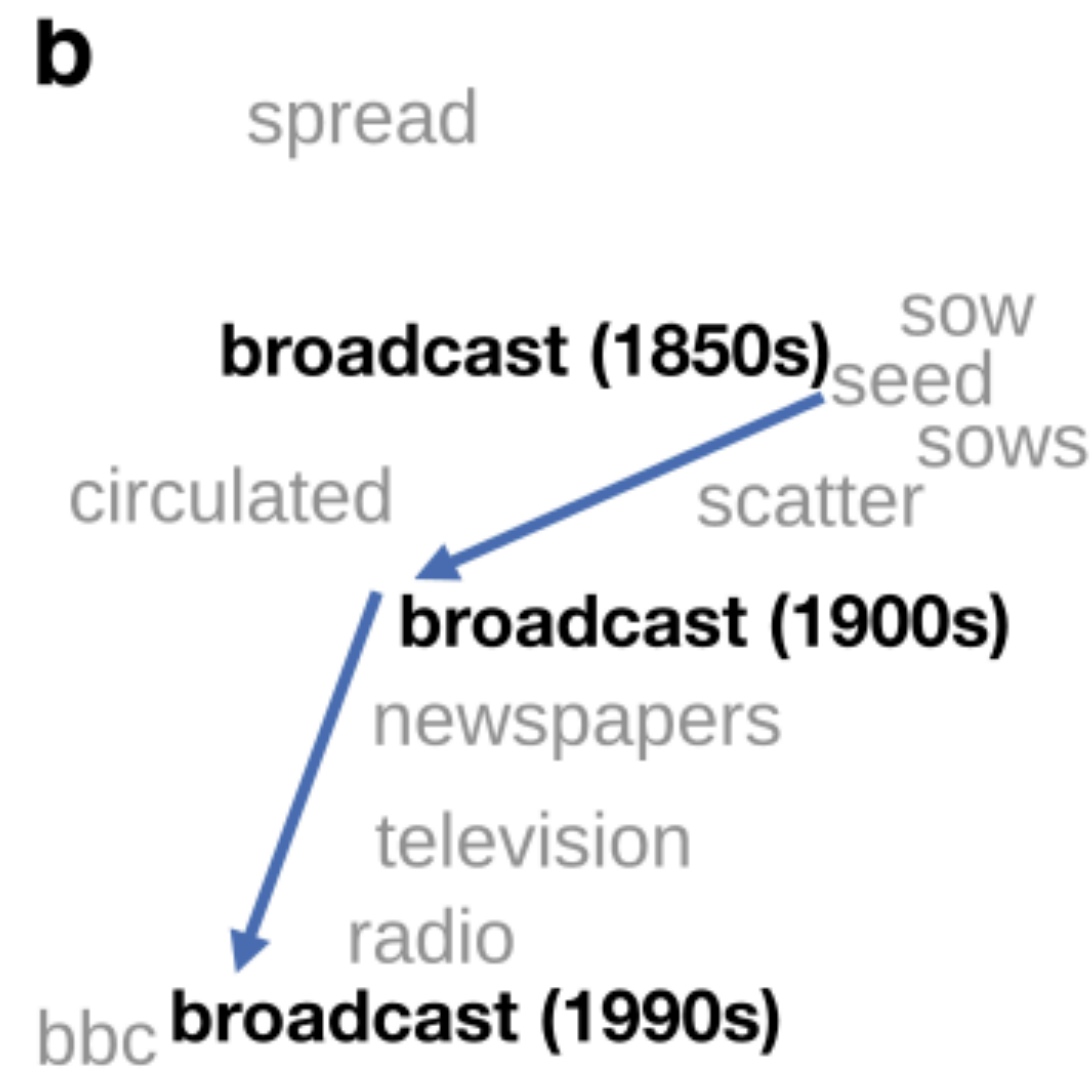 b
spread
sow
broadcast (1850s)
seed
sows
circulated
scatter
broadcast (1900s)
newspapers
television
radio
broadcast (1990s)
bbc